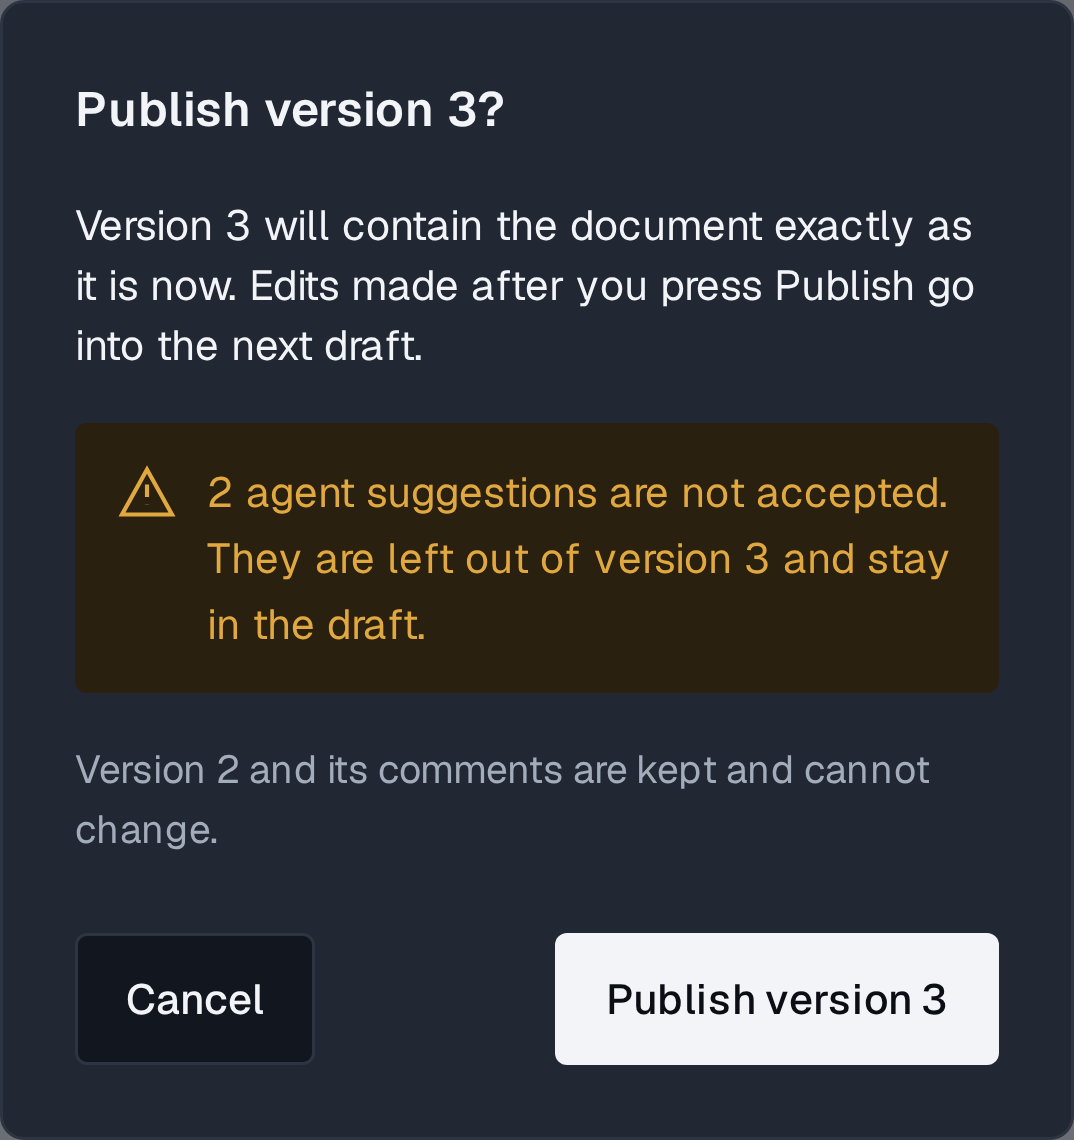 Publish version 3?
Version 3 will contain the document exactly as
it is now. Edits made after you press Publish go
into the next draft.
2 agent suggestions are not accepted.
They are left out of version 3 and stay
in the draft.
Version 2 and its comments are kept and cannot
change.
Cancel
Publish version 3